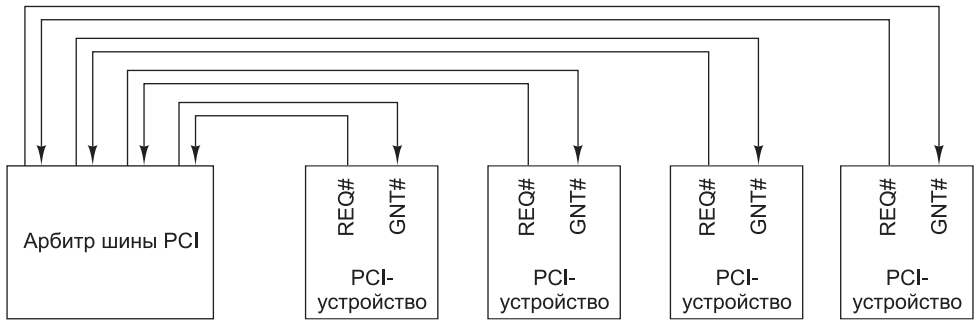 Арбитр шины PCI
REQ#
GNT#
PCI-
устройство
REQ#
GNT#
PCI-
устройство
REQ#
GNT#
PCI-
устройство
REQ#
GNT#
PCI-
устройство